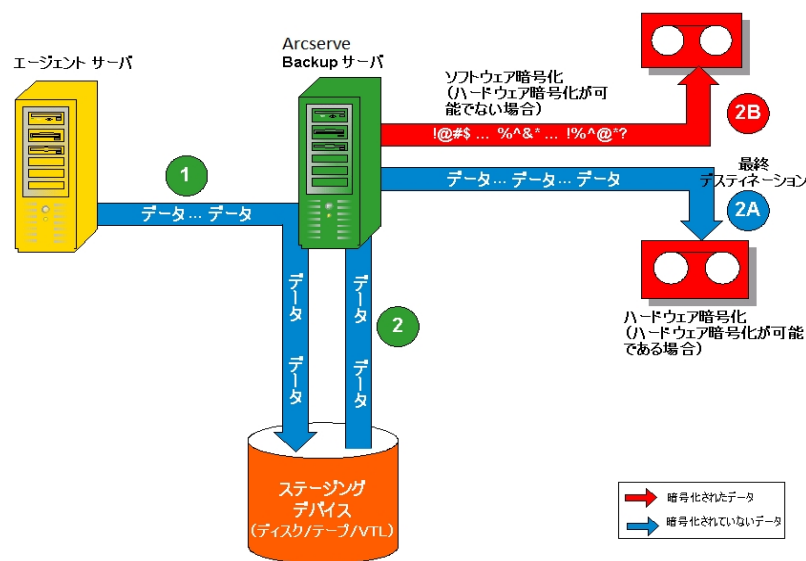 エージェント サーバ
Arcserve
Backup サーバ
ソフトウェア暗号化
(ハードウェア暗号化が可
能でない場合)
!@#$ ... %^&* ... !%^@*?
2B
データ... データ... データ
最終
デスティネーション
2A
1
データ... データ
ハードウェア暗号化
(ハードウェア暗号化が可能
である場合)
データ
データ
データ
データ
2
ステージング
デバイス
(ディスク/テープ/VTL)
暗号化されたデータ
暗号化されていないデータ